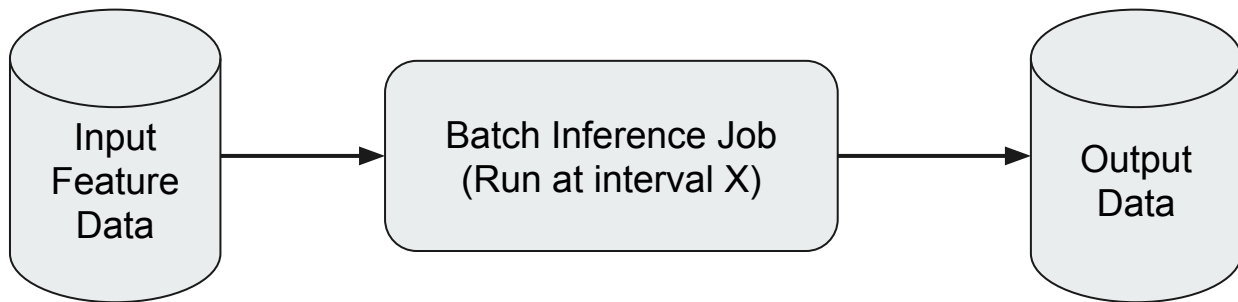 Input
Feature
Data
Batch Inference Job
(Run at interval X)
Output
Data